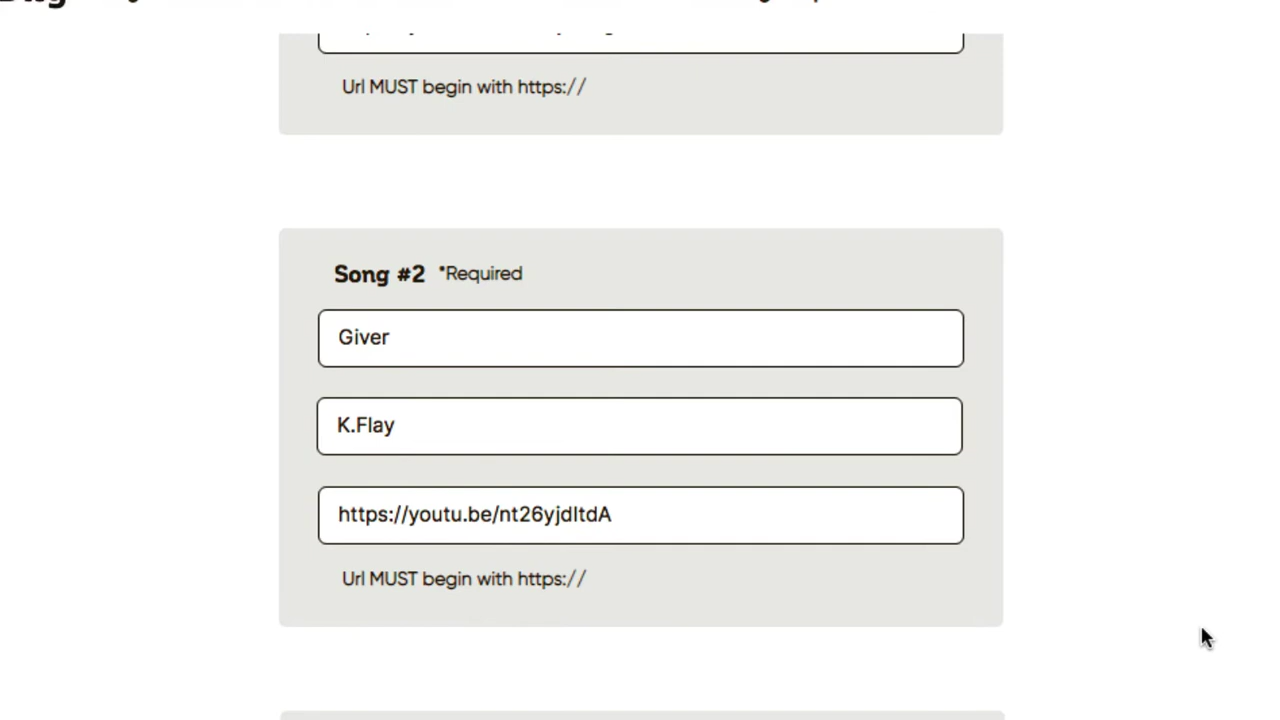 Url MUST begin with https://
Song #2 *Required
Giver
K.Flay
https://youtu.be/nt26yjdltdA
Url MUST begin with https://